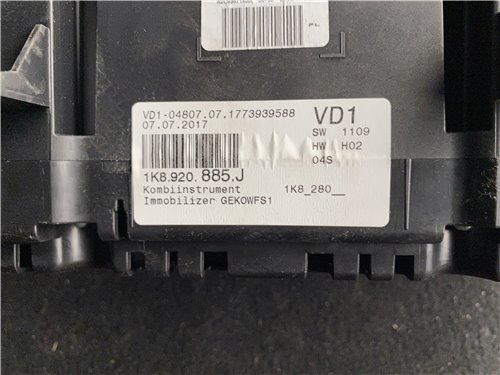 VD1-04807.07.1773939588 VD1
07.07.2017 SW 1109
HW H02
04S
1K8.920.885.J
Kombiinstrument 1K8_280__
Immobilizer GEKOWFS1